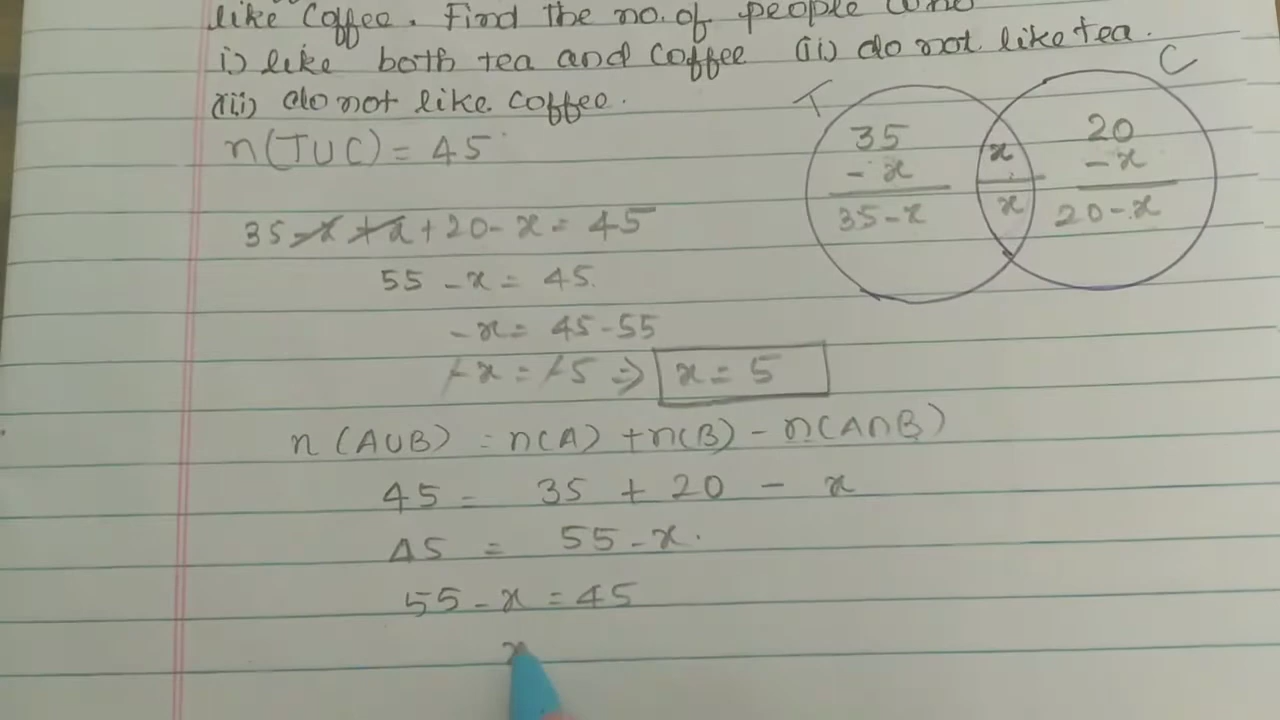 like Coffee. Find the no. of people who
i) like both tea and Coffee (ii) do not like tea.
(iii) do not like coffee.
n(TUC) = 45
T
C
35
- x
35-x
x
x
20
- x
20-x
35-x+x+20-x=45
55-x=45
-x=45-55
-x=-5 ⇒ x=5
n(AUB) = n(A) + n(B) - n(A∩B)
45 = 35 + 20 - x
45 = 55-x.
55-x=45
x